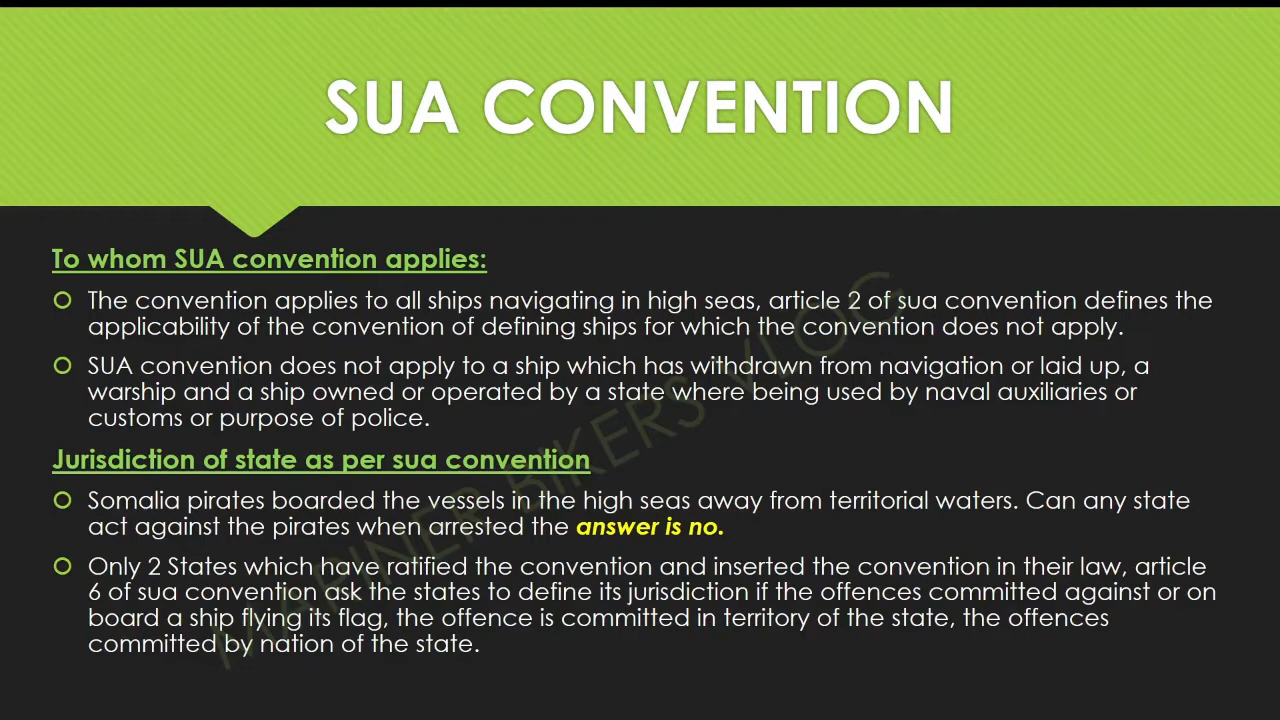 SUA CONVENTION
To whom SUA convention applies:
The convention applies to all ships navigating in high seas, article 2 of sua convention defines the
applicability of the convention of defining ships for which the convention does not apply.
SUA convention does not apply to a ship which has withdrawn from navigation or laid up, a
warship and a ship owned or operated by a state where being used by naval auxiliaries or
customs or purpose of police.
Jurisdiction of state as per sua convention
Somalia pirates boarded the vessels in the high seas away from territorial waters. Can any state
act against the pirates when arrested the answer is no.
Only 2 States which have ratified the convention and inserted the convention in their law, article
6 of sua convention ask the states to define its jurisdiction if the offences committed against or on
board a ship flying its flag, the offence is committed in territory of the state, the offences
committed by nation of the state.
MARINER BIKERS VLOG